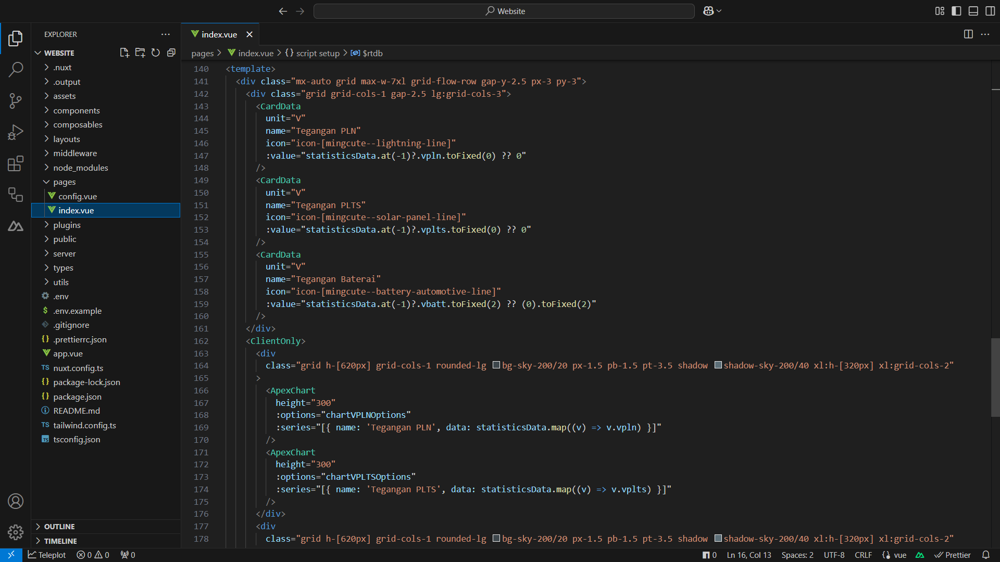 Website
EXPLORER
WEBSITE
.nuxt
.output
assets
components
composables
layouts
middleware
node_modules
pages
config.vue
index.vue
plugins
public
server
types
utils
.env
$ .env.example
.gitignore
{} .prettierrc.json
app.vue
TS nuxt.config.ts
{} package-lock.json
{} package.json
README.md
TS tailwind.config.ts
TS tsconfig.json
OUTLINE
TIMELINE
index.vue
pages > index.vue > {} script setup > $rtdb
140 <template>
141 <div class="mx-auto grid max-w-7xl grid-flow-row gap-y-2.5 px-3 py-3">
142 <div class="grid grid-cols-1 gap-2.5 lg:grid-cols-3">
143 <CardData
144 unit="V"
145 name="Tegangan PLN"
146 icon="icon-[mingcute--lightning-line]"
147 :value="statisticsData.at(-1)?.vpln.toFixed(0) ?? 0"
148 />
149 <CardData
150 unit="V"
151 name="Tegangan PLTS"
152 icon="icon-[mingcute--solar-panel-line]"
153 :value="statisticsData.at(-1)?.vplts.toFixed(0) ?? 0"
154 />
155 <CardData
156 unit="V"
157 name="Tegangan Baterai"
158 icon="icon-[mingcute--battery-automotive-line]"
159 :value="statisticsData.at(-1)?.vbatt.toFixed(2) ?? (0).toFixed(2)"
160 />
161 </div>
162 <ClientOnly>
163 <div
164 class="grid h-[620px] grid-cols-1 rounded-lg bg-sky-200/20 px-1.5 pb-1.5 pt-3.5 shadow shadow-sky-200/40 xl:h-[320px] xl:grid-cols-2"
165 >
166 <ApexChart
167 height="300"
168 :options="chartVPLNOptions"
169 :series="[{ name: 'Tegangan PLN', data: statisticsData.map((v) => v.vpln) }]"
170 />
171 <ApexChart
172 height="300"
173 :options="chartVPLTSOptions"
174 :series="[{ name: 'Tegangan PLTS', data: statisticsData.map((v) => v.vplts) }]"
175 />
176 </div>
177 <div
178 class="grid h-[620px] grid-cols-1 rounded-lg bg-sky-200/20 px-1.5 pb-1.5 pt-3.5 shadow shadow-sky-200/40 xl:h-[320px] xl:grid-cols-2"
Teleplot 0 0 0 0 Ln 16, Col 13 Spaces: 2 UTF-8 CRLF {} vue Prettier